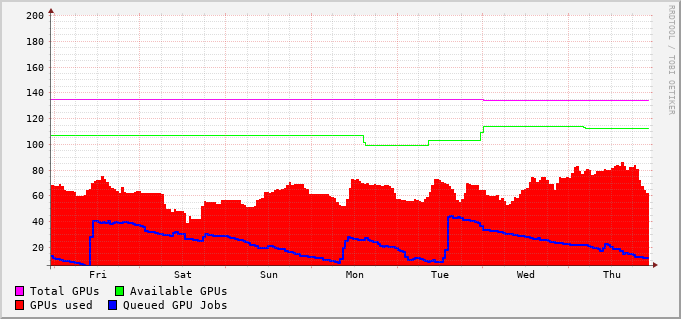 200
180
160
140
120
100
80
60
40
20
Fri Sat Sun Mon Tue Wed Thu
Total GPUs Available GPUs
GPUs used Queued GPU Jobs
RRDTOOL / TOBI OETIKER